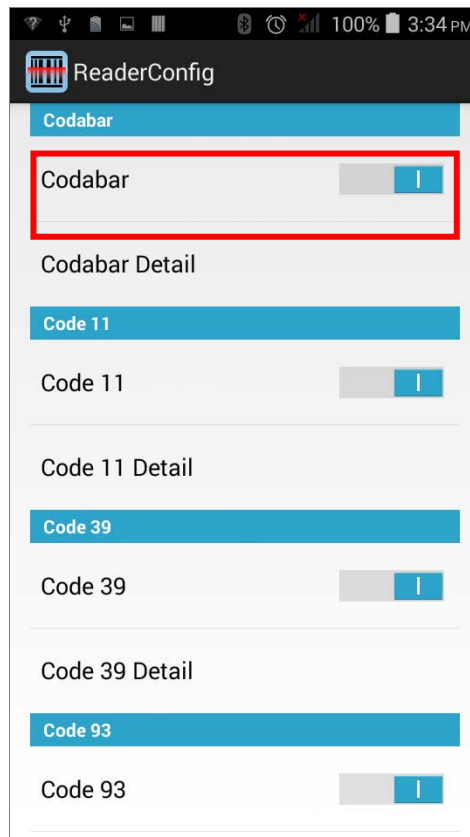 100% 3:34 PM
ReaderConfig
Codabar
Codabar
Codabar Detail
Code 11
Code 11
Code 11 Detail
Code 39
Code 39
Code 39 Detail
Code 93
Code 93